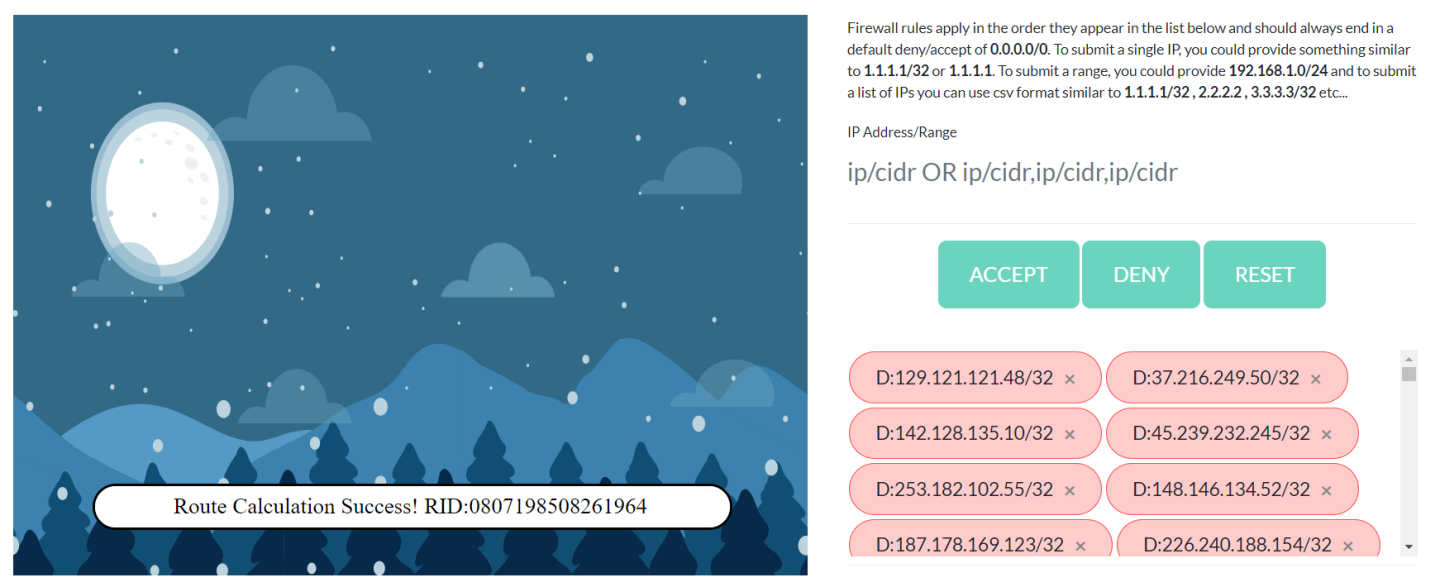 Route Calculation Success! RID:0807198508261964
Firewall rules apply in the order they appear in the list below and should always end in a
default deny/accept of 0.0.0.0/0. To submit a single IP, you could provide something similar
to 1.1.1.1/32 or 1.1.1.1. To submit a range, you could provide 192.168.1.0/24 and to submit
a list of IPs you can use csv format similar to 1.1.1.1/32 , 2.2.2.2 , 3.3.3.3/32 etc...
IP Address/Range
ip/cidr OR ip/cidr,ip/cidr,ip/cidr
ACCEPT DENY RESET
D:129.121.121.48/32 × D:37.216.249.50/32 ×
D:142.128.135.10/32 × D:45.239.232.245/32 ×
D:253.182.102.55/32 × D:148.146.134.52/32 ×
D:187.178.169.123/32 × D:226.240.188.154/32 ×